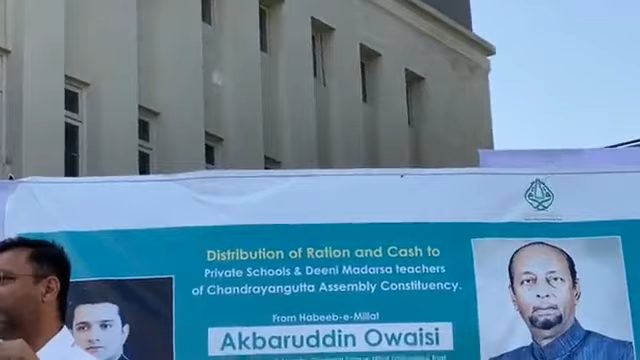 Distribution of Ration and Cash to
Private Schools & Deeni Madarsa teachers
of Chandrayangutta Assembly Constituency.
From Habeeb-e-Millat
Akbaruddin Owaisi